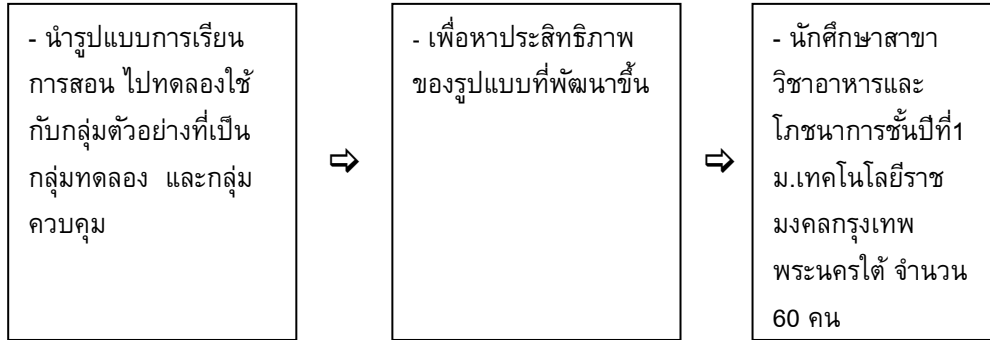 - นำรูปแบบการเรียน
การสอน ไปทดลองใช้
กับกลุ่มตัวอย่างที่เป็น
กลุ่มทดลอง และกลุ่ม
ควบคุม
⇨
- เพื่อหาประสิทธิภาพ
ของรูปแบบที่พัฒนาขึ้น
⇨
- นักศึกษาสาขา
วิชาอาหารและ
โภชนาการชั้นปีที่1
ม.เทคโนโลยีราช
มงคลกรุงเทพ
พระนครใต้ จำนวน
60 คน